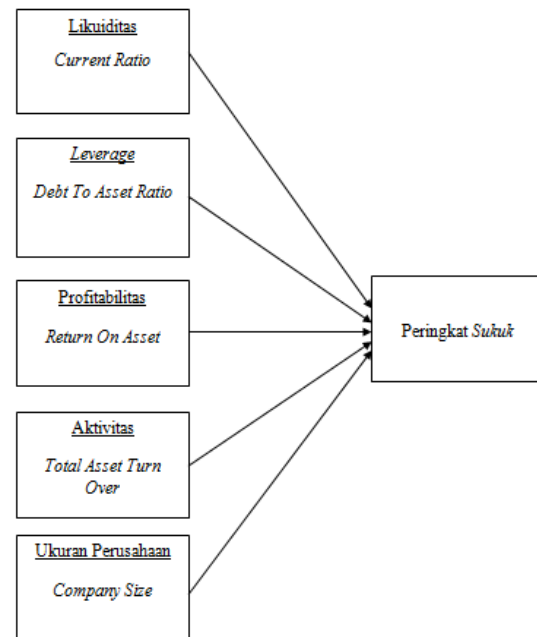 Likuiditas
Current Ratio
Leverage
Debt To Asset Ratio
Profitabilitas
Return On Asset
Peringkat Sukuk
Aktivitas
Total Asset Turn
Over
Ukuran Perusahaan
Company Size